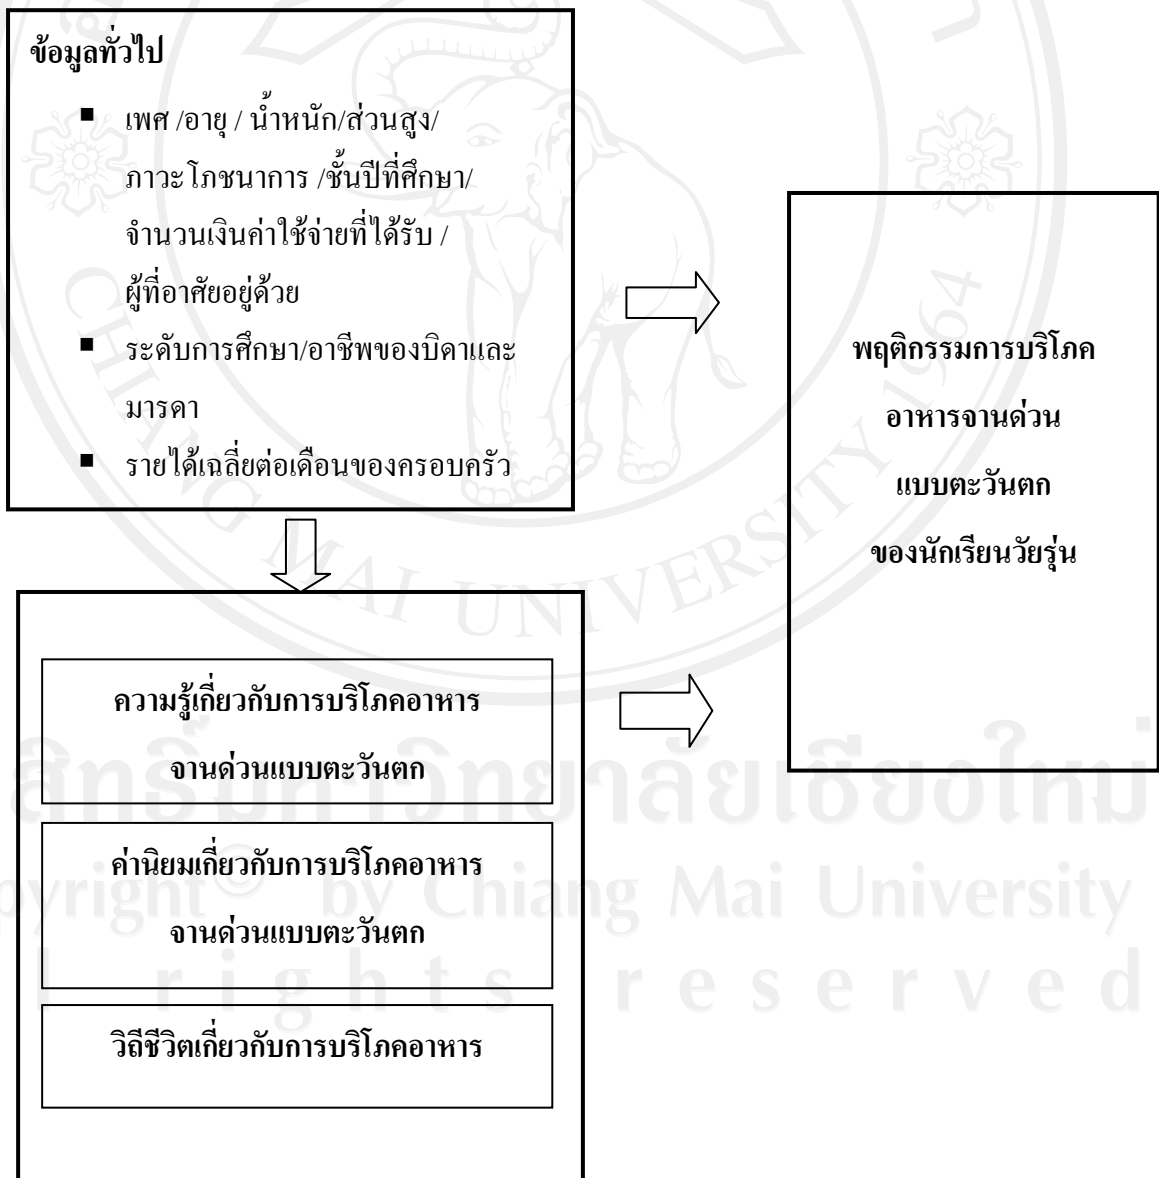 ข้อมูลทั่วไป
▪ เพศ /อายุ / น้ำหนัก/ส่วนสูง/
ภาวะโภชนาการ /ชั้นปีที่ศึกษา/
จำนวนเงินค่าใช้จ่ายที่ได้รับ /
ผู้ที่อาศัยอยู่ด้วย
▪ ระดับการศึกษา/อาชีพของบิดาและ
มารดา
▪ รายได้เฉลี่ยต่อเดือนของครอบครัว
พฤติกรรมการบริโภค
อาหารจานด่วน
แบบตะวันตก
ของนักเรียนวัยรุ่น
ความรู้เกี่ยวกับการบริโภคอาหาร
จานด่วนแบบตะวันตก
ค่านิยมเกี่ยวกับการบริโภคอาหาร
จานด่วนแบบตะวันตก
วิถีชีวิตเกี่ยวกับการบริโภคอาหาร
CHIANG MAI UNIVERSITY 1964
สิทธิ์มหาวิทยาลัยเชียงใหม่
pyright © by Chiang Mai University
l rights reserved